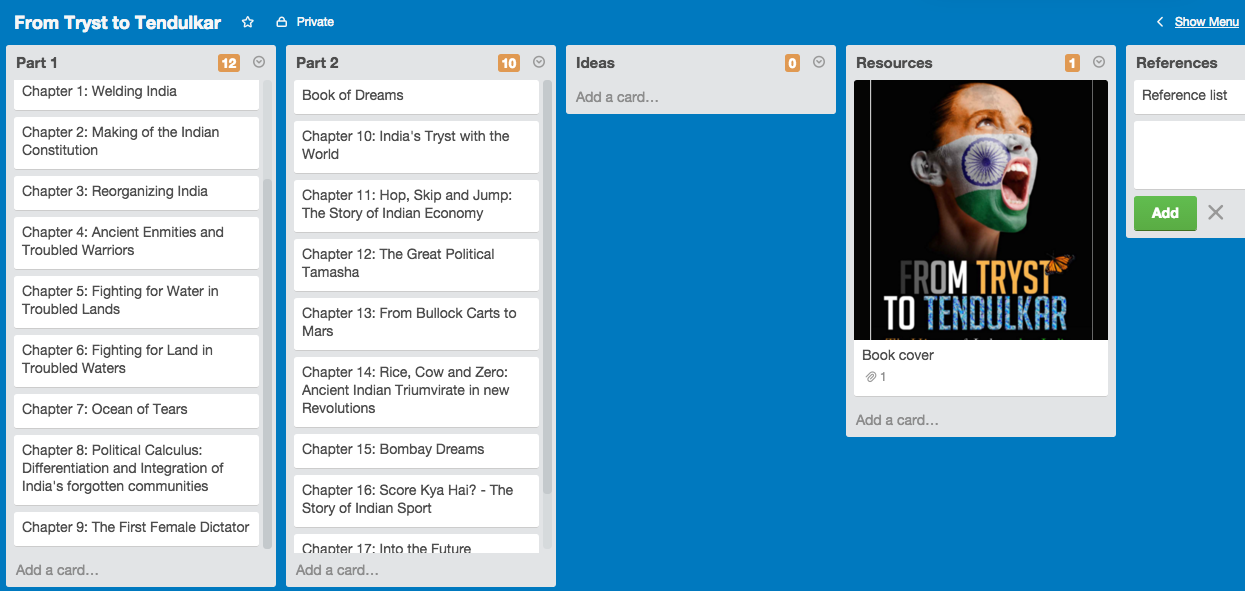 From Tryst to Tendulkar
Private
Show Menu
Part 1
12
Chapter 1: Welding India
Chapter 2: Making of the Indian
Constitution
Chapter 3: Reorganizing India
Chapter 4: Ancient Enmities and
Troubled Warriors
Chapter 5: Fighting for Water in
Troubled Lands
Chapter 6: Fighting for Land in
Troubled Waters
Chapter 7: Ocean of Tears
Chapter 8: Political Calculus:
Differentiation and Integration of
India's forgotten communities
Chapter 9: The First Female Dictator
Add a card…
Part 2
10
Book of Dreams
Chapter 10: India's Tryst with the
World
Chapter 11: Hop, Skip and Jump:
The Story of Indian Economy
Chapter 12: The Great Political
Tamasha
Chapter 13: From Bullock Carts to
Mars
Chapter 14: Rice, Cow and Zero:
Ancient Indian Triumvirate in new
Revolutions
Chapter 15: Bombay Dreams
Chapter 16: Score Kya Hai? - The
Story of Indian Sport
Chapter 17: Into the Future
Add a card…
Ideas
0
Add a card…
Resources
1
FROM TRYST
TO TENDULKAR
Book cover
1
Add a card…
References
Reference list
Add